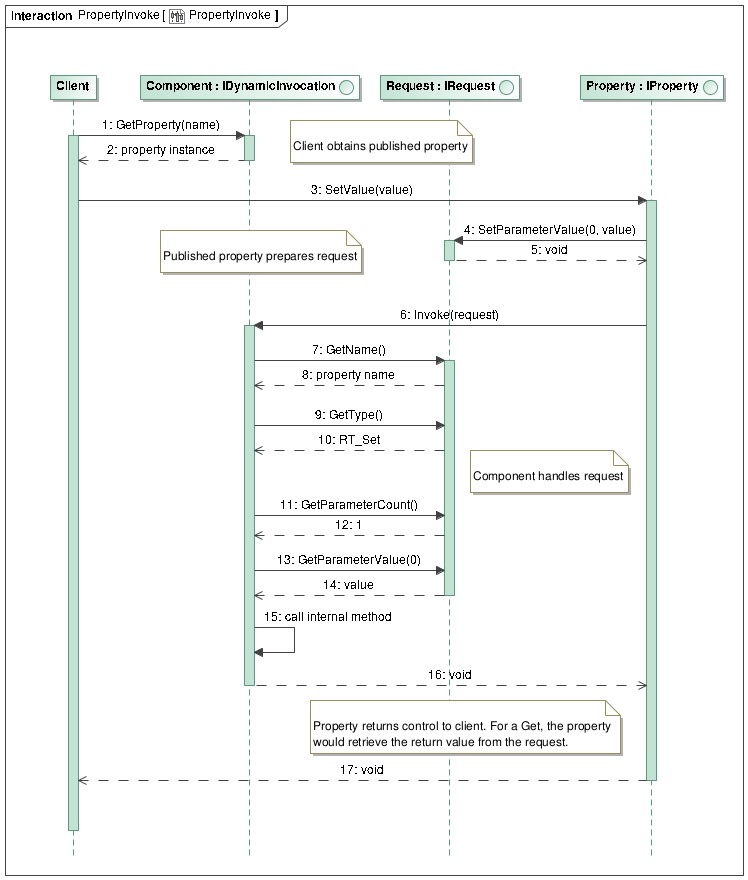 interaction PropertyInvoke [ PropertyInvoke ]
Client
Component : IDynamicInvocation
Request : IRequest
Property : IProperty
1: GetProperty(name)
Client obtains published property
2: property instance
3: SetValue(value)
4: SetParameterValue(0, value)
5: void
Published property prepares request
6: Invoke(request)
7: GetName()
8: property name
9: GetType()
10: RT_Set
Component handles request
11: GetParameterCount()
12: 1
13: GetParameterValue(0)
14: value
15: call internal method
16: void
Property returns control to client. For a Get, the property
would retrieve the return value from the request.
17: void